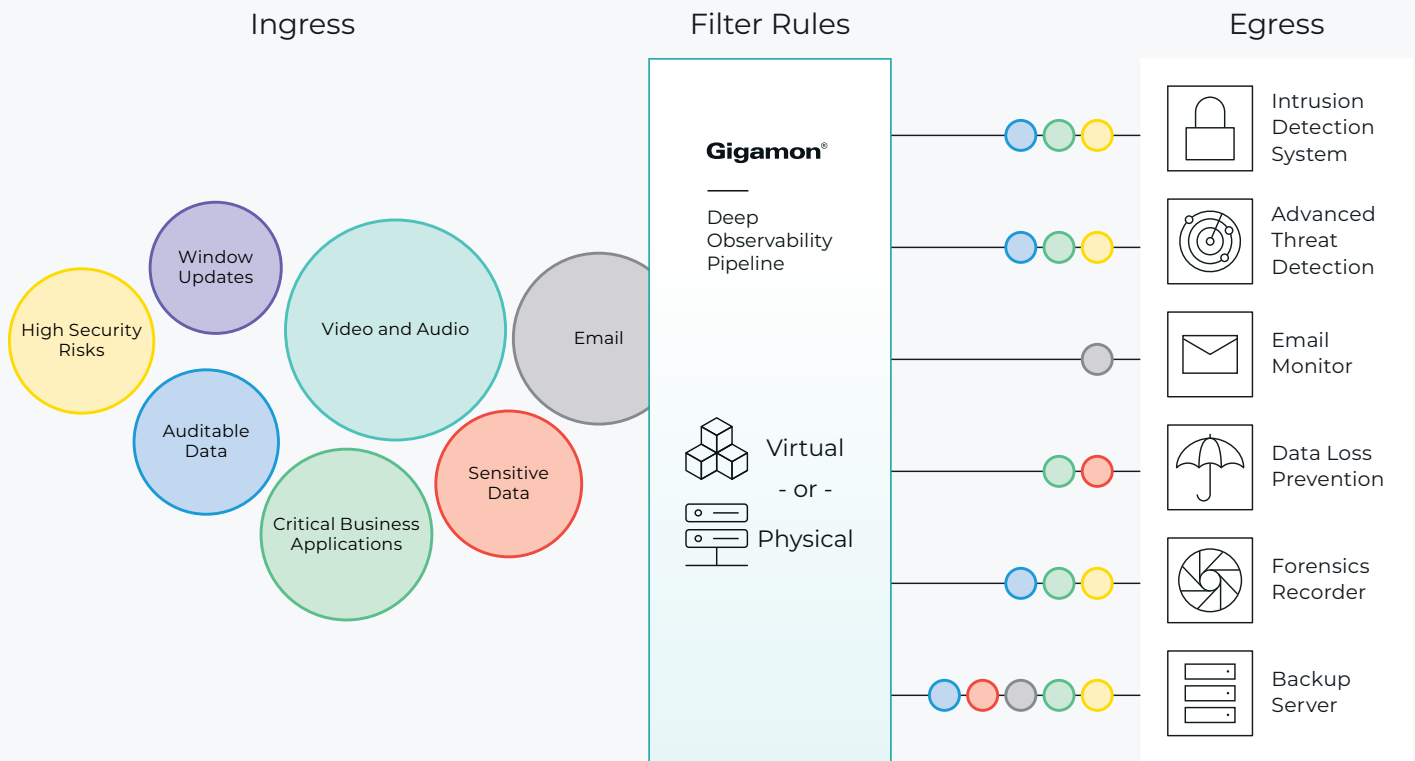 Ingress
Filter Rules
Egress
Window
Updates
High Security
Risks
Video and Audio
Email
Auditable
Data
Sensitive
Data
Critical Business
Applications
Gigamon®
Deep
Observability
Pipeline
Virtual
- or -
Physical
Intrusion
Detection
System
Advanced
Threat
Detection
Email
Monitor
Data Loss
Prevention
Forensics
Recorder
Backup
Server